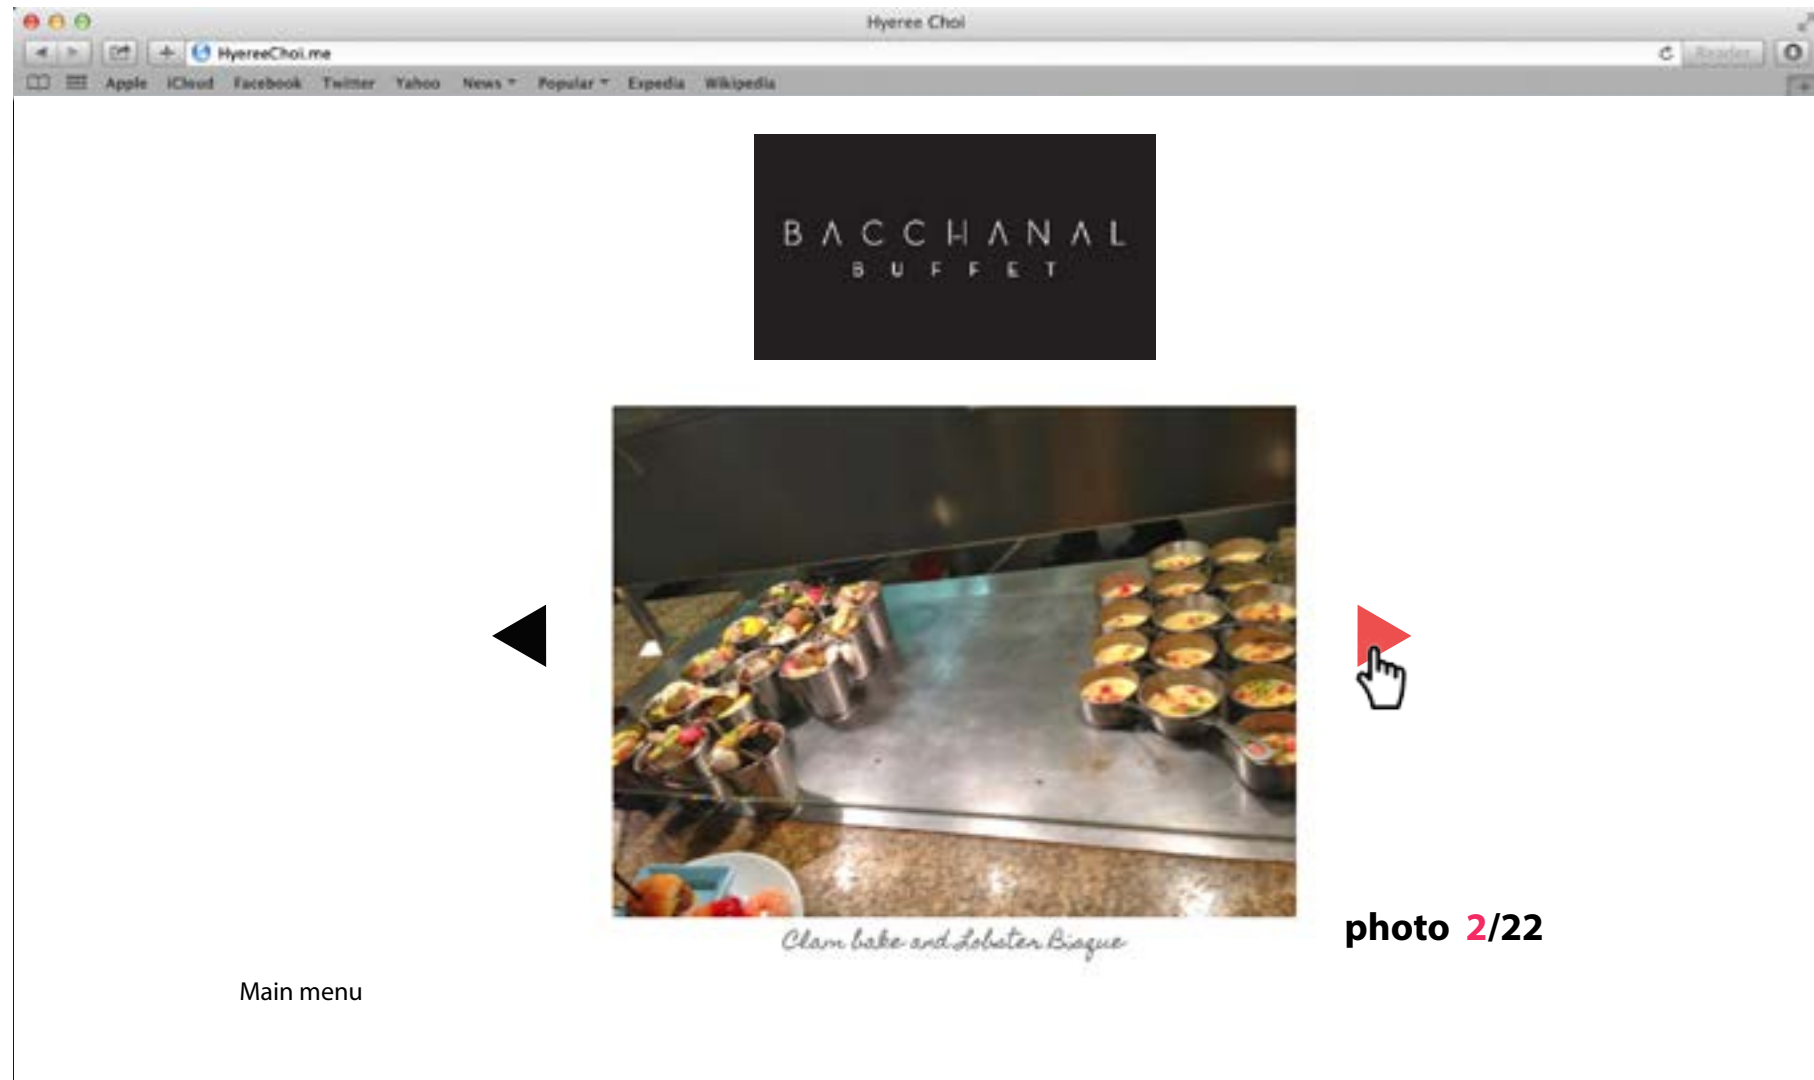 Hyeree Choi
HyereeChoi.me
Reader
Apple iCloud Facebook Twitter Yahoo News Popular Expedia Wikipedia
BACCHANAL
BUFFET
Clam bake and Lobster Bisque
photo 2/22
Main menu